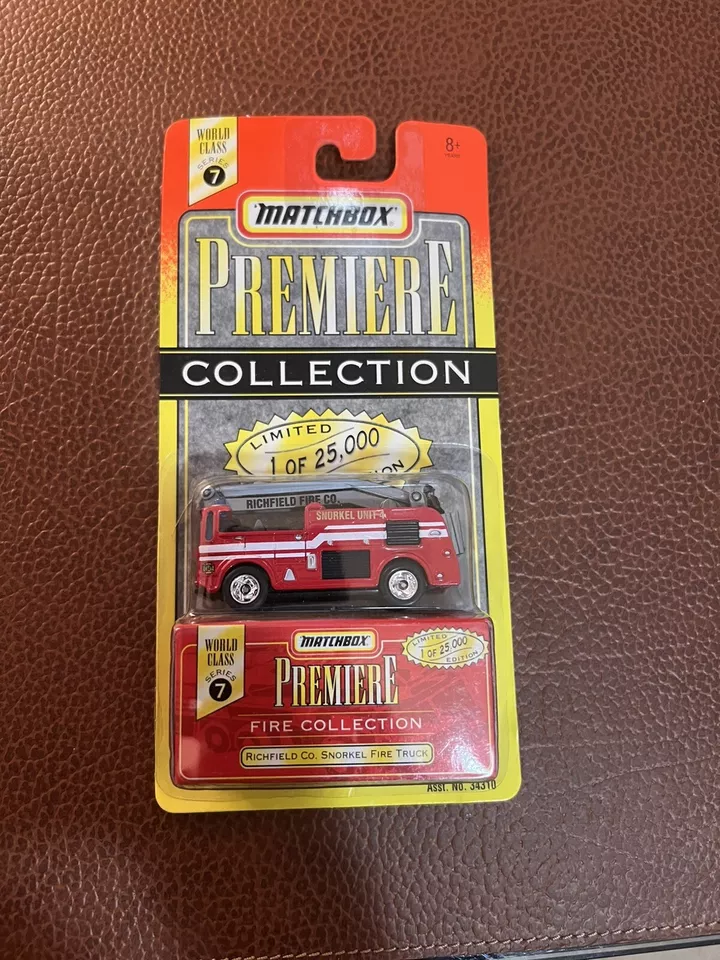 WORLD
CLASS
SERIES
7
8+
MATCHBOX
PREMIERE
COLLECTION
LIMITED
1 OF 25,000
RICHFIELD FIRE CO.
SNORKEL UNIT 4
WORLD
CLASS
SERIES
7
MATCHBOX
PREMIERE
LIMITED
1 OF 25,000
EDITION
FIRE COLLECTION
RICHFIELD CO. SNORKEL FIRE TRUCK
ASST. NO. 34310